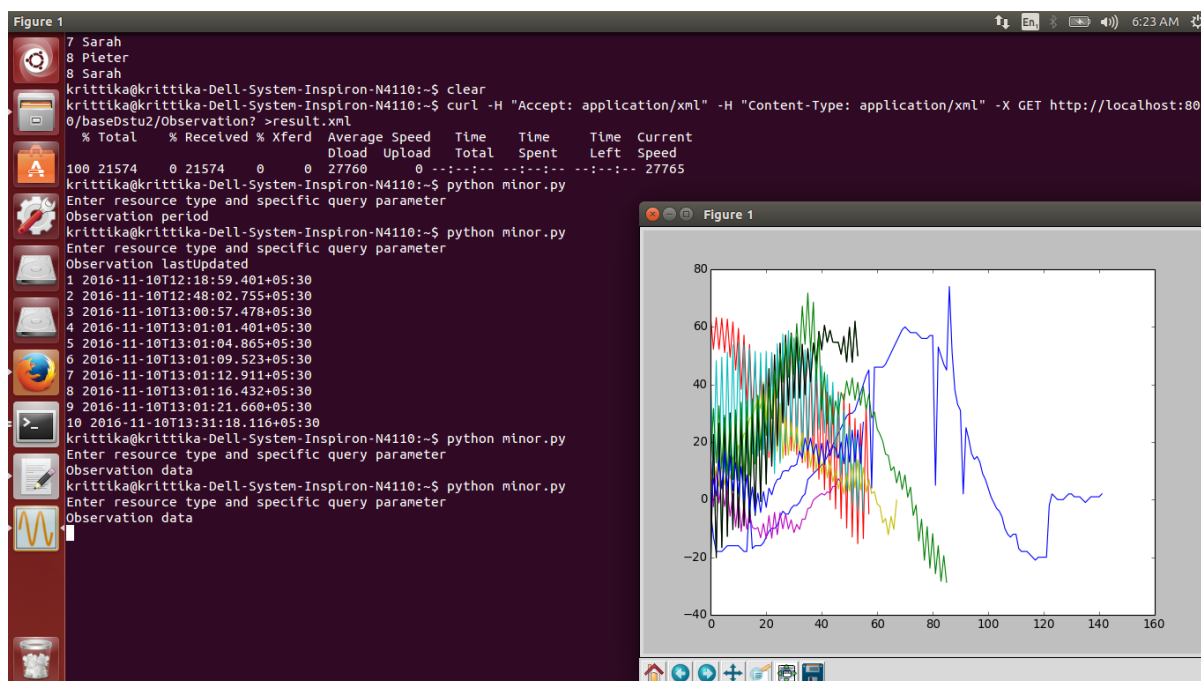 Figure 1
En1 6:23 AM
7 Sarah
8 Pieter
8 Sarah
krittika@krittika-Dell-System-Inspiron-N4110:~$ clear
krittika@krittika-Dell-System-Inspiron-N4110:~$ curl -H "Accept: application/xml" -H "Content-Type: application/xml" -X GET http://localhost:80
0/baseDstu2/Observation? >result.xml
% Total % Received % Xferd Average Speed Time Time Time Current
Dload Upload Total Spent Left Speed
100 21574 0 21574 0 0 27760 0 --:--:-- --:--:-- --:--:-- 27765
krittika@krittika-Dell-System-Inspiron-N4110:~$ python minor.py
Enter resource type and specific query parameter
Observation period
krittika@krittika-Dell-System-Inspiron-N4110:~$ python minor.py
Enter resource type and specific query parameter
Observation lastUpdated
1 2016-11-10T12:18:59.401+05:30
2 2016-11-10T12:48:02.755+05:30
3 2016-11-10T13:00:57.478+05:30
4 2016-11-10T13:01:01.401+05:30
5 2016-11-10T13:01:04.865+05:30
6 2016-11-10T13:01:09.523+05:30
7 2016-11-10T13:01:12.911+05:30
8 2016-11-10T13:01:16.432+05:30
9 2016-11-10T13:01:21.660+05:30
10 2016-11-10T13:31:18.116+05:30
krittika@krittika-Dell-System-Inspiron-N4110:~$ python minor.py
Enter resource type and specific query parameter
Observation data
krittika@krittika-Dell-System-Inspiron-N4110:~$ python minor.py
Enter resource type and specific query parameter
Observation data
Figure 1
80
60
40
20
0
−20
−40
0 20 40 60 80 100 120 140 160